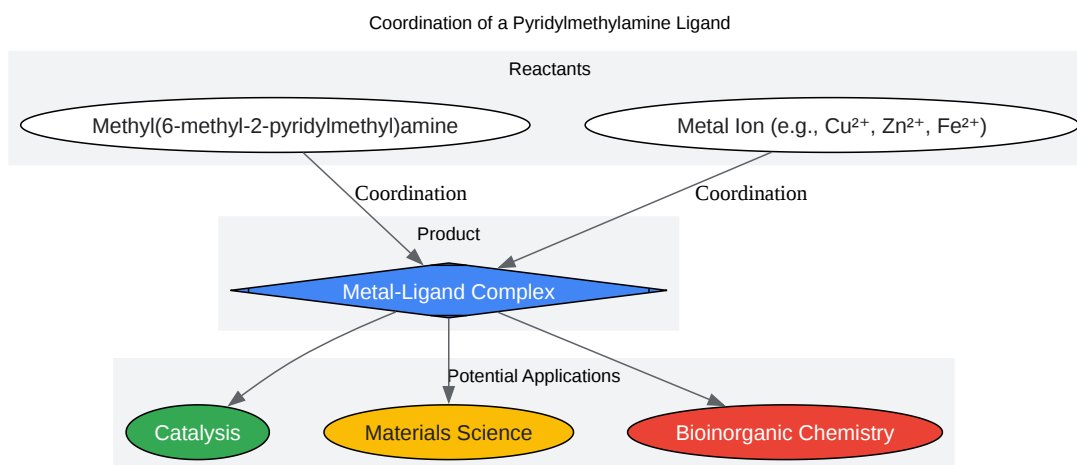 Coordination of a Pyridylmethylamine Ligand
Reactants
Methyl(6-methyl-2-pyridylmethyl)amine
Metal Ion (e.g., Cu²⁺, Zn²⁺, Fe²⁺)
Coordination
Coordination
Product
Metal-Ligand Complex
Potential Applications
Catalysis
Materials Science
Bioinorganic Chemistry